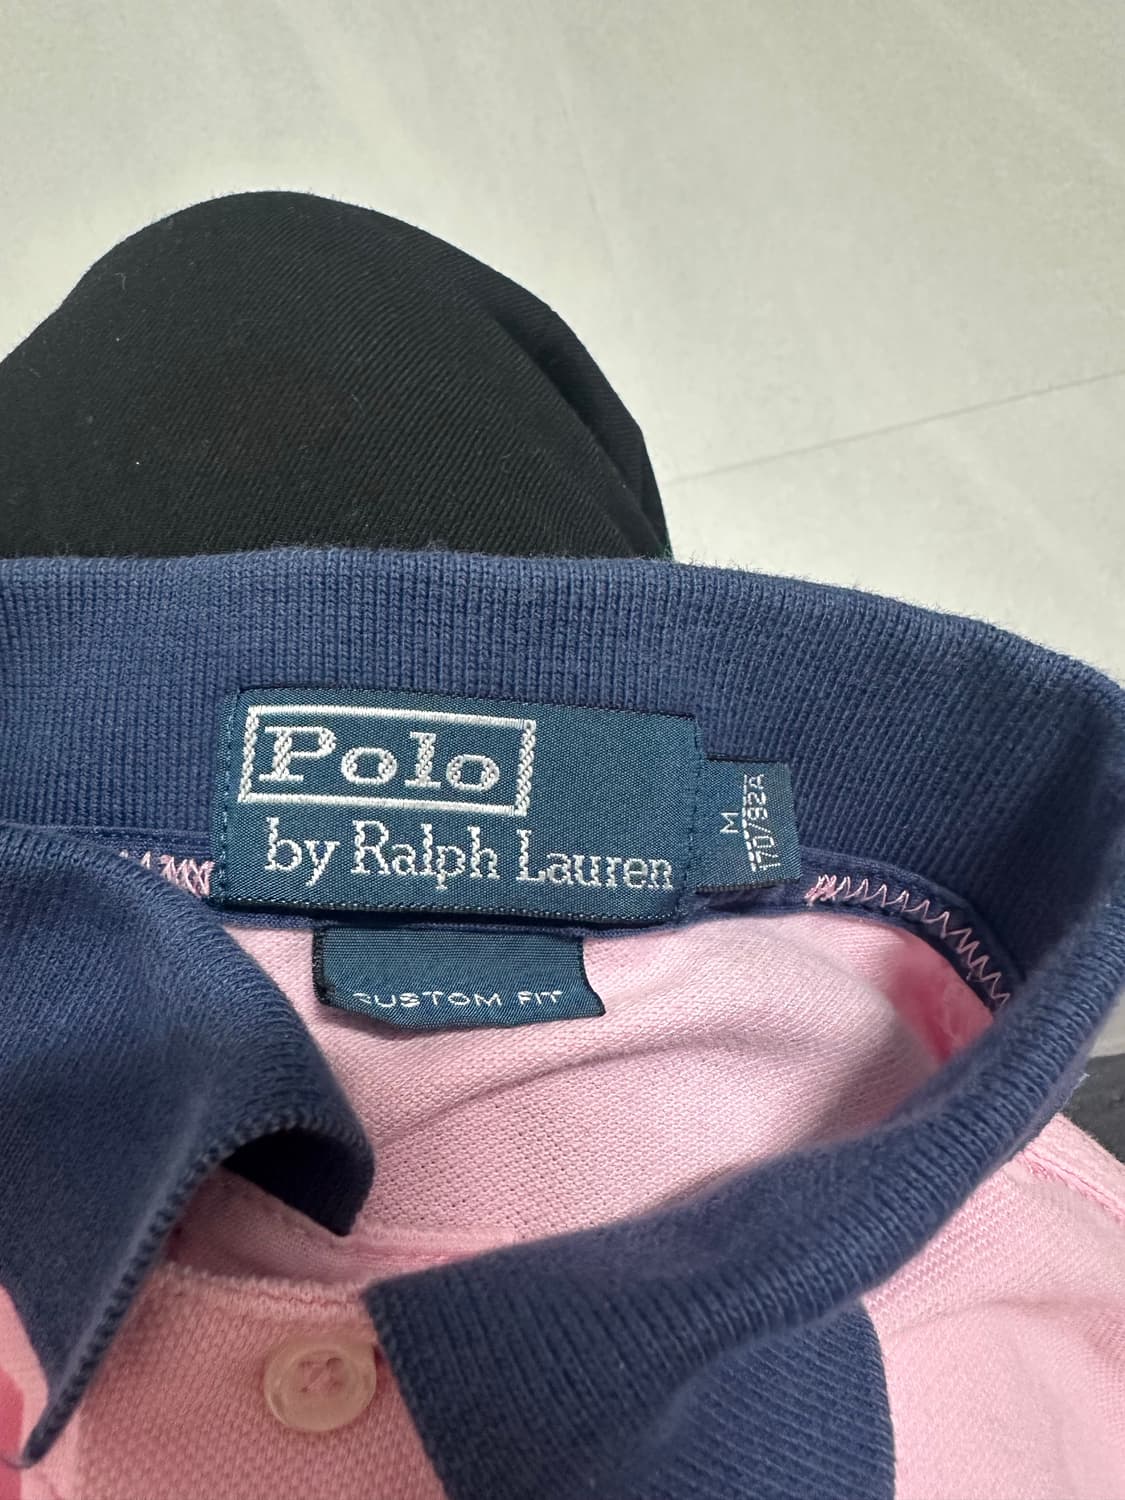 Polo
by Ralph Lauren
M
170/92A
CUSTOM FIT